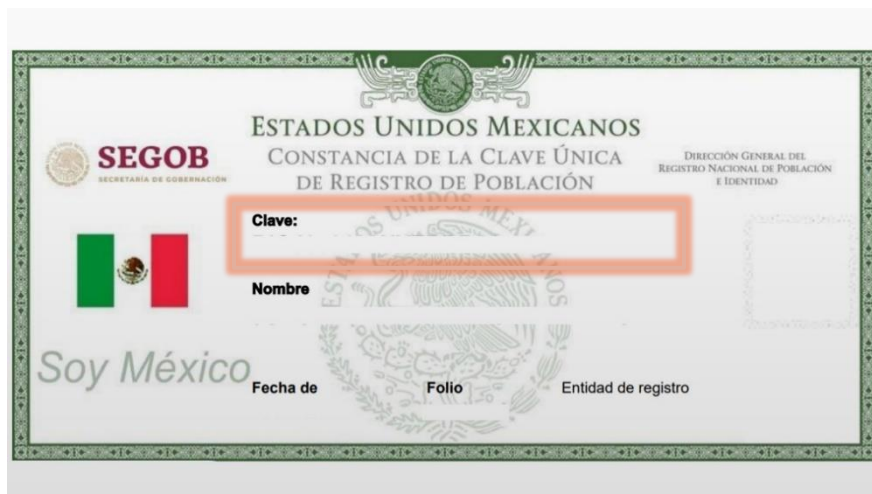 ESTADOS UNIDOS MEXICANOS
CONSTANCIA DE LA CLAVE ÚNICA
DE REGISTRO DE POBLACIÓN
SEGOB
SECRETARÍA DE GOBERNACIÓN
DIRECCIÓN GENERAL DEL
REGISTRO NACIONAL DE POBLACIÓN
E IDENTIDAD
Clave:
Nombre
Soy México
Fecha de
Folio
Entidad de registro